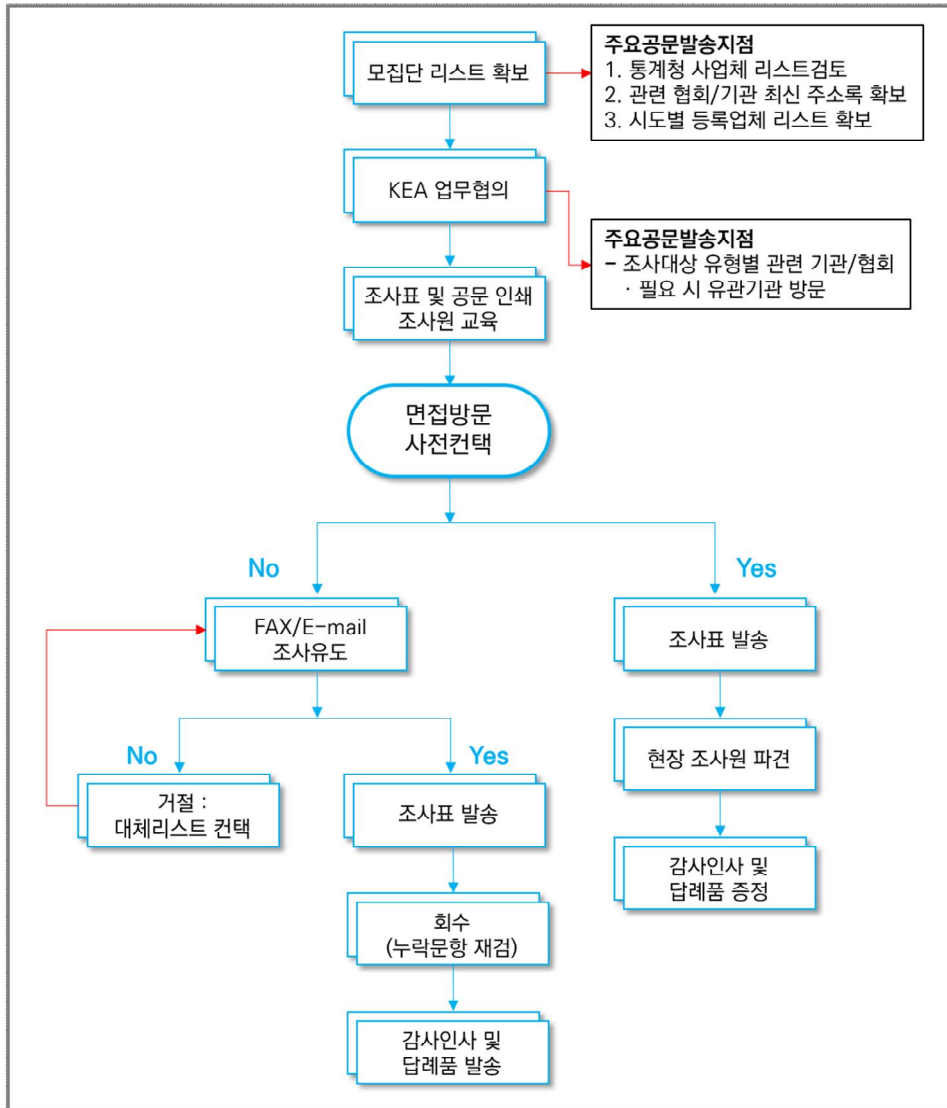 모집단 리스트 확보
주요공문발송지점
1. 통계청 사업체 리스트검토
2. 관련 협회/기관 최신 주소록 확보
3. 시도별 등록업체 리스트 확보
KEA 업무협의
주요공문발송지점
- 조사대상 유형별 관련 기관/협회
· 필요 시 유관기관 방문
조사표 및 공문 인쇄
조사원 교육
면접방문
사전컨택
No
Yes
FAX/E-mail
조사유도
조사표 발송
No
Yes
현장 조사원 파견
거절 :
대체리스트 컨택
조사표 발송
감사인사 및
답례품 증정
회수
(누락문항 재검)
감사인사 및
답례품 발송